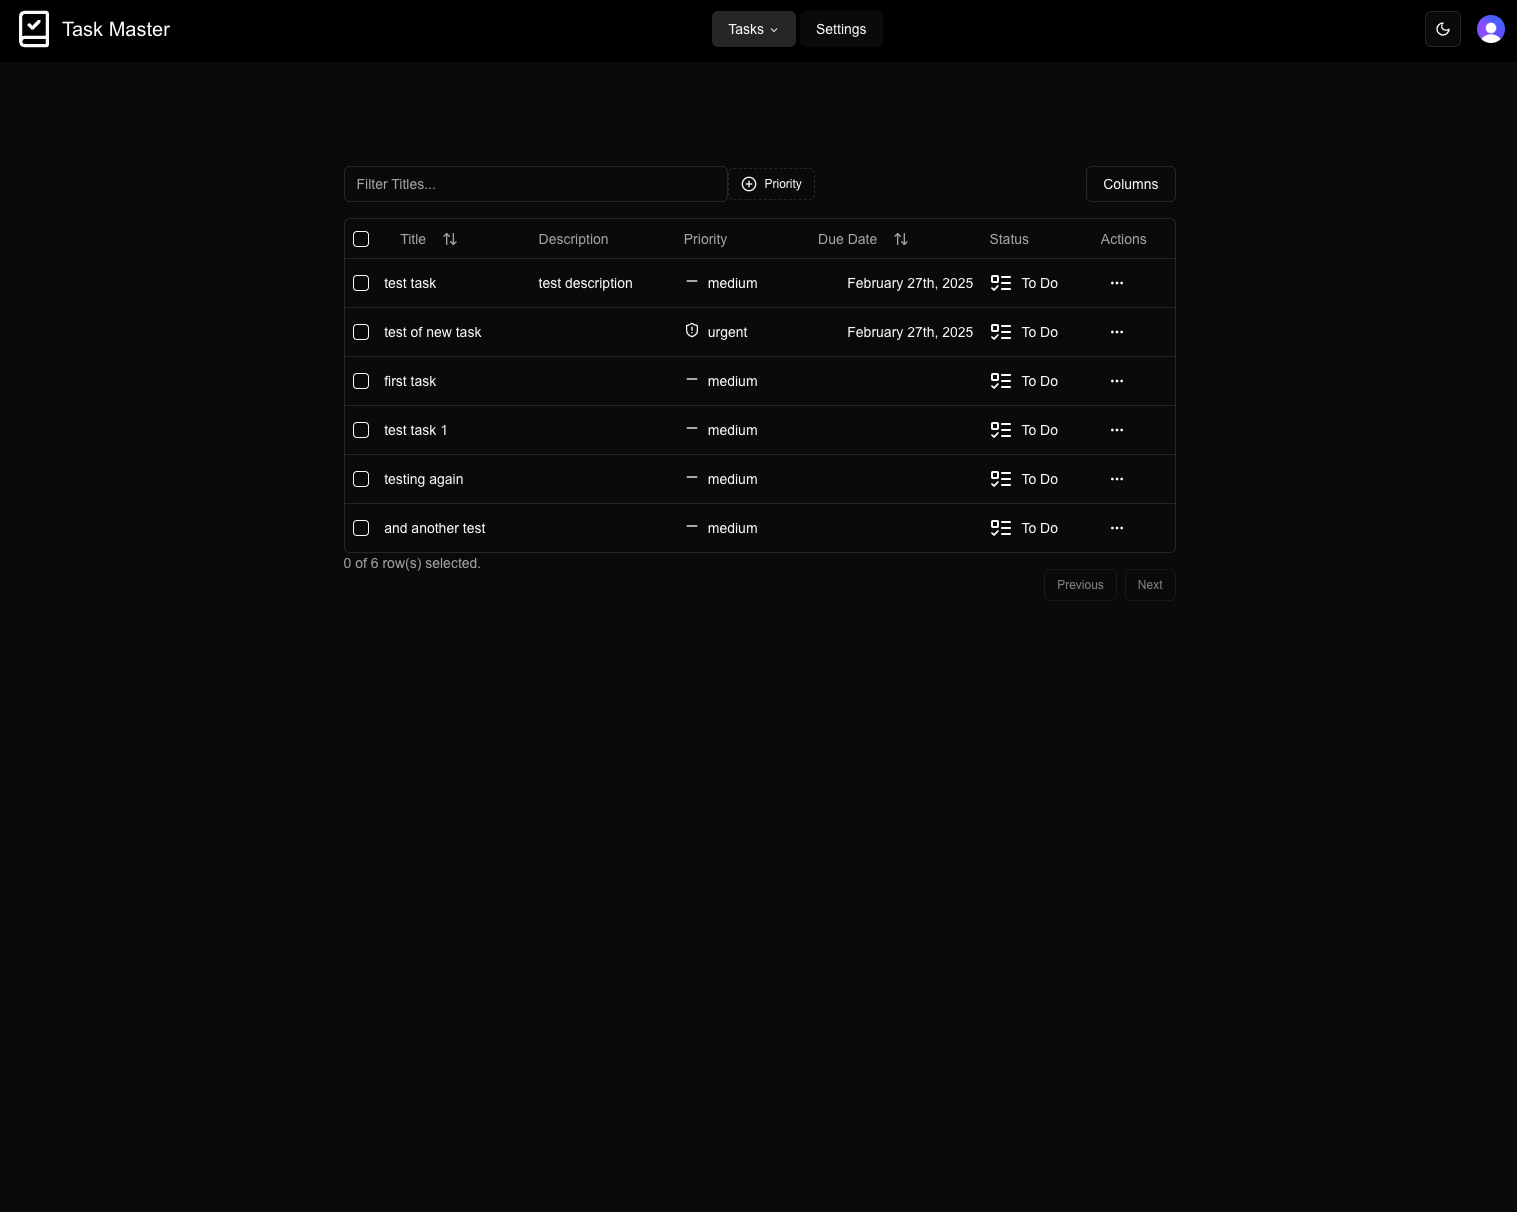 Task Master
Tasks
Settings
Filter Titles...
Priority
Columns
Title Description Priority Due Date Status Actions
test task test description medium February 27th, 2025 To Do
test of new task urgent February 27th, 2025 To Do
first task medium To Do
test task 1 medium To Do
testing again medium To Do
and another test medium To Do
0 of 6 row(s) selected.
Previous
Next